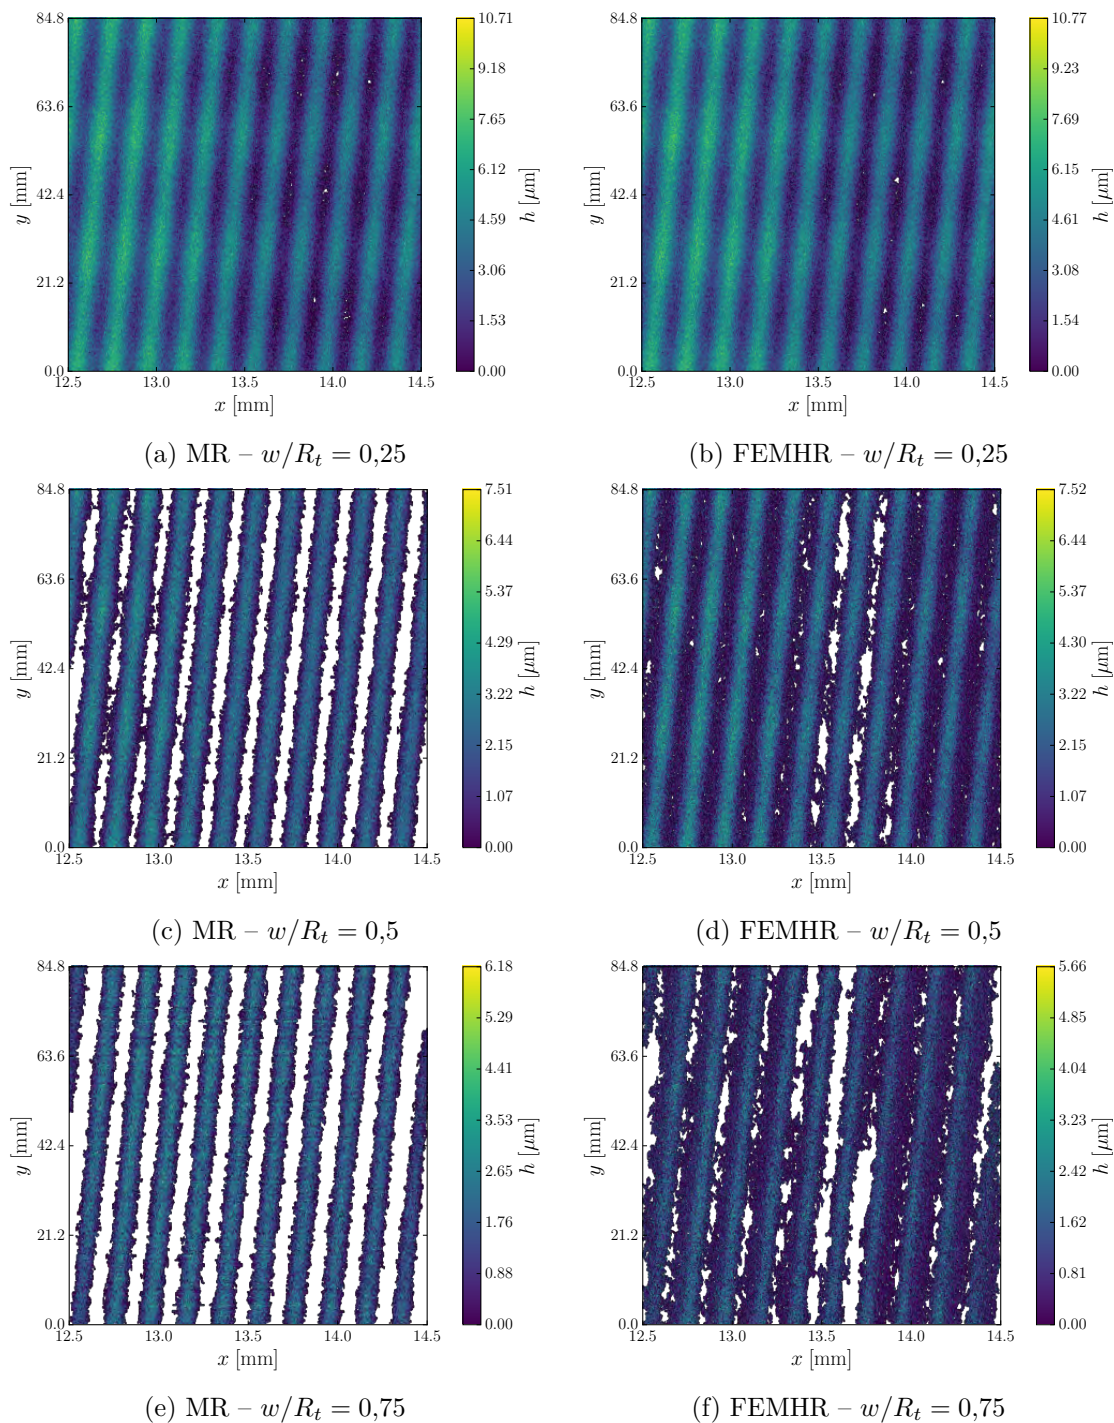 84.8
63.6
42.4
21.2
0.0
y [mm]
12.5 13.0 13.5 14.0 14.5
x [mm]
10.71
9.18
7.65
6.12
4.59
3.06
1.53
0.00
h [μm]
(a) MR – w/R_t = 0,25
84.8
63.6
42.4
21.2
0.0
y [mm]
12.5 13.0 13.5 14.0 14.5
x [mm]
10.77
9.23
7.69
6.15
4.61
3.08
1.54
0.00
h [μm]
(b) FEMHR – w/R_t = 0,25
84.8
63.6
42.4
21.2
0.0
y [mm]
12.5 13.0 13.5 14.0 14.5
x [mm]
7.51
6.44
5.37
4.29
3.22
2.15
1.07
0.00
h [μm]
(c) MR – w/R_t = 0,5
84.8
63.6
42.4
21.2
0.0
y [mm]
12.5 13.0 13.5 14.0 14.5
x [mm]
7.52
6.44
5.37
4.30
3.22
2.15
1.07
0.00
h [μm]
(d) FEMHR – w/R_t = 0,5
84.8
63.6
42.4
21.2
0.0
y [mm]
12.5 13.0 13.5 14.0 14.5
x [mm]
6.18
5.29
4.41
3.53
2.65
1.76
0.88
0.00
h [μm]
(e) MR – w/R_t = 0,75
84.8
63.6
42.4
21.2
0.0
y [mm]
12.5 13.0 13.5 14.0 14.5
x [mm]
5.66
4.85
4.04
3.23
2.42
1.62
0.81
0.00
h [μm]
(f) FEMHR – w/R_t = 0,75